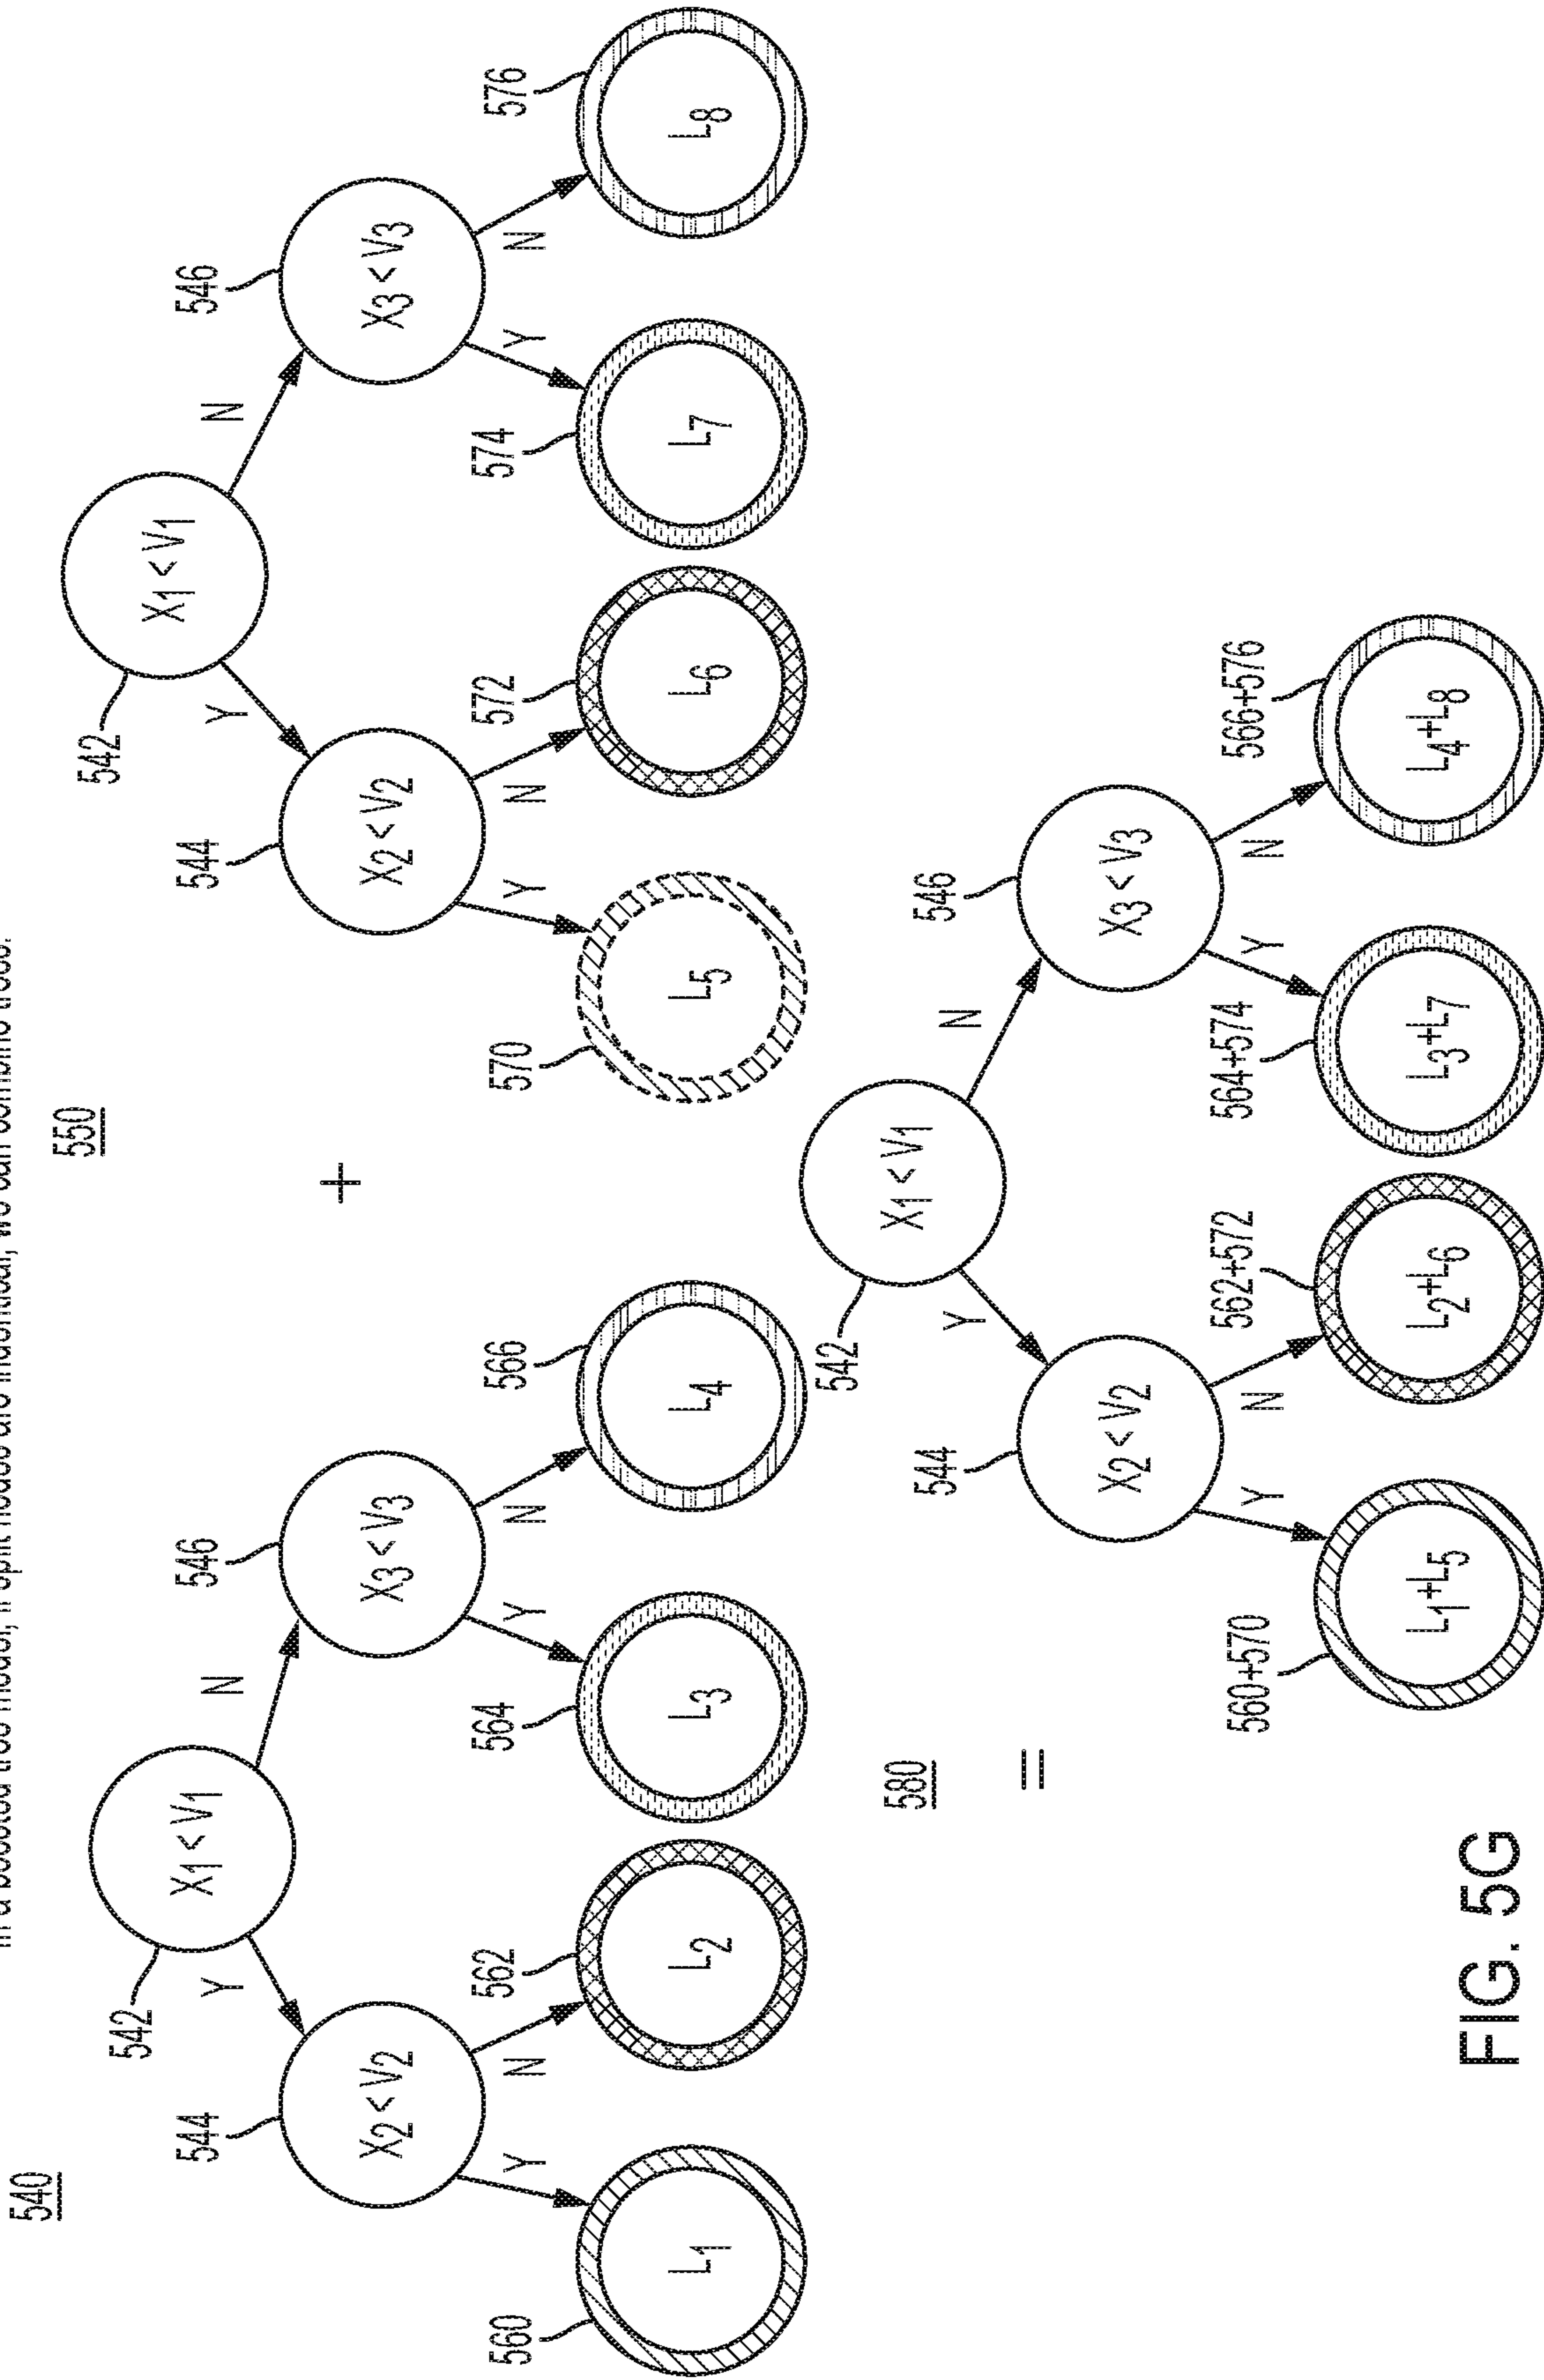 In a boosted tree model, if split nodes are indentical, we can combine trees.
540
542
X1 < V1
Y
N
544
X2 < V2
546
X3 < V3
Y
N
Y
N
560
L1
562
L2
564
L3
566
L4
+
550
542
X1 < V1
Y
N
544
X2 < V2
546
X3 < V3
Y
N
Y
N
570
L5
572
L6
574
L7
576
L8
580
=
542
X1 < V1
Y
N
544
X2 < V2
546
X3 < V3
Y
N
Y
N
560+570
L1+L5
562+572
L2+L6
564+574
L3+L7
566+576
L4+L8
FIG. 5G